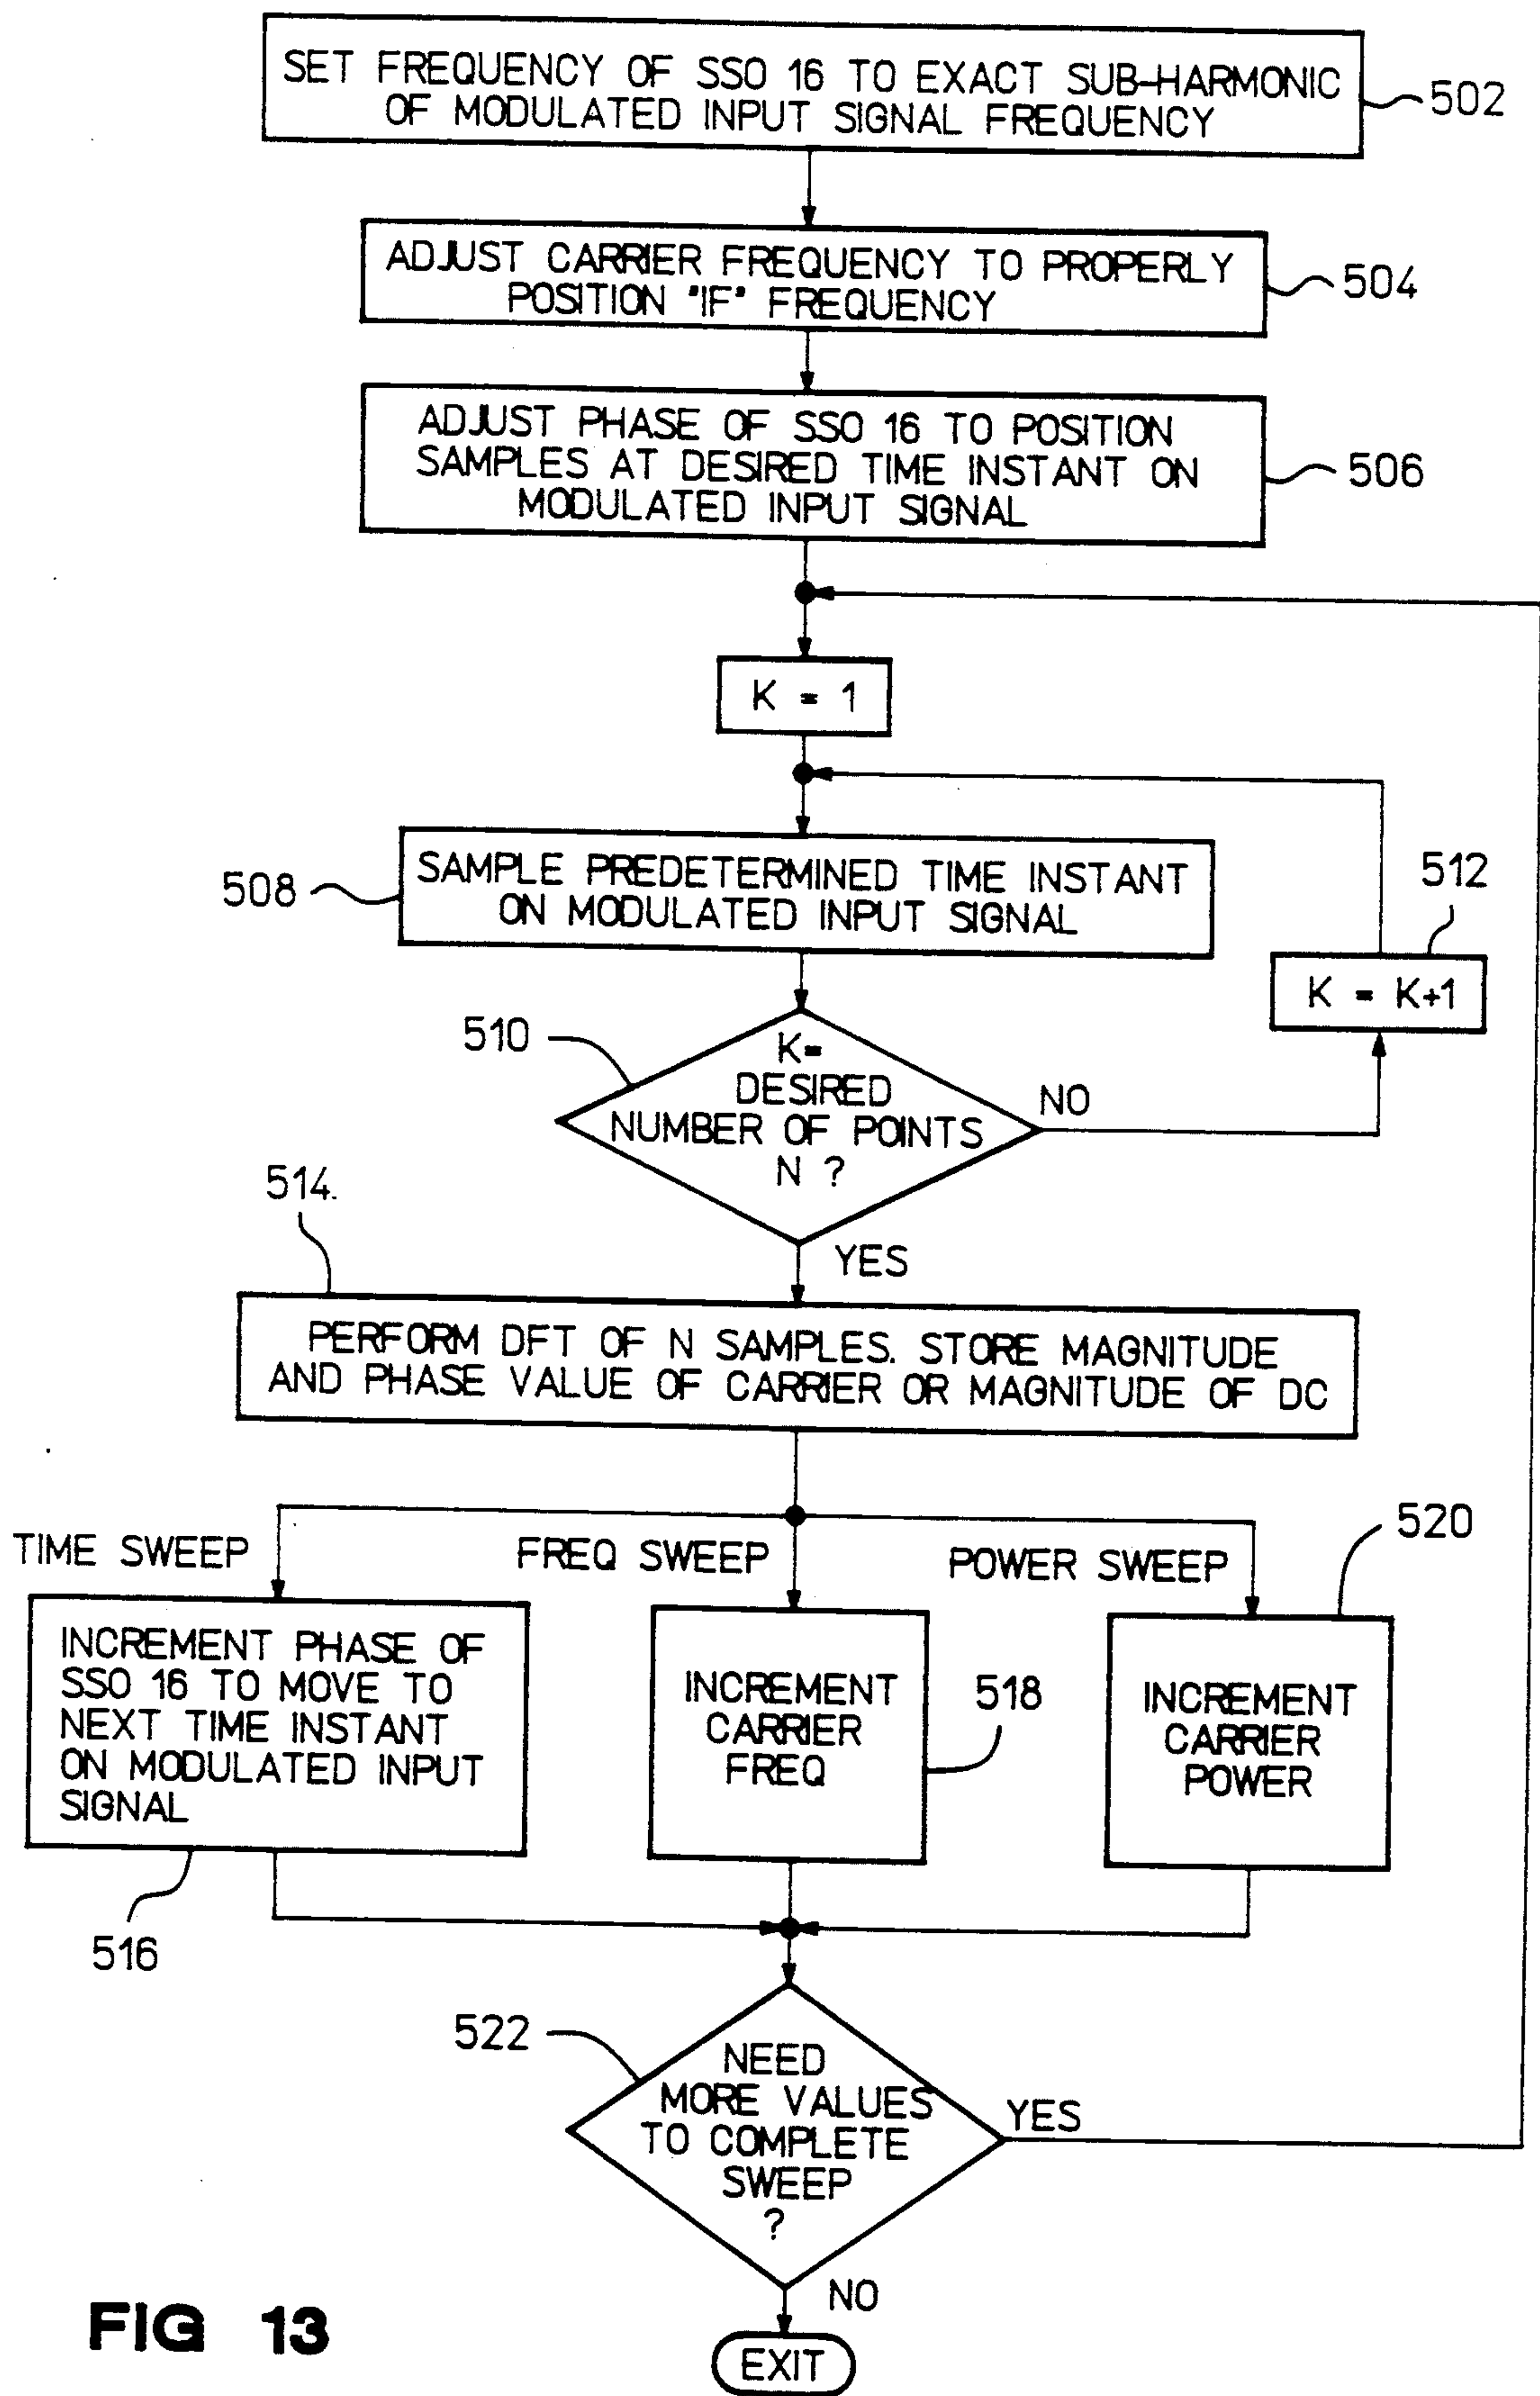 SET FREQUENCY OF SSO 16 TO EXACT SUB-HARMONIC
OF MODULATED INPUT SIGNAL FREQUENCY
502
ADJUST CARRIER FREQUENCY TO PROPERLY
POSITION "IF" FREQUENCY
504
ADJUST PHASE OF SSO 16 TO POSITION
SAMPLES AT DESIRED TIME INSTANT ON
MODULATED INPUT SIGNAL
506
K = 1
508
SAMPLE PREDETERMINED TIME INSTANT
ON MODULATED INPUT SIGNAL
512
K = K+1
510
K=
DESIRED
NUMBER OF POINTS
N ?
NO
YES
514
PERFORM DFT OF N SAMPLES. STORE MAGNITUDE
AND PHASE VALUE OF CARRIER OR MAGNITUDE OF DC
TIME SWEEP
FREQ SWEEP
POWER SWEEP
520
INCREMENT PHASE OF
SSO 16 TO MOVE TO
NEXT TIME INSTANT
ON MODULATED INPUT
SIGNAL
516
INCREMENT
CARRIER
FREQ
518
INCREMENT
CARRIER
POWER
522
NEED
MORE VALUES
TO COMPLETE
SWEEP
?
YES
NO
EXIT
FIG 13